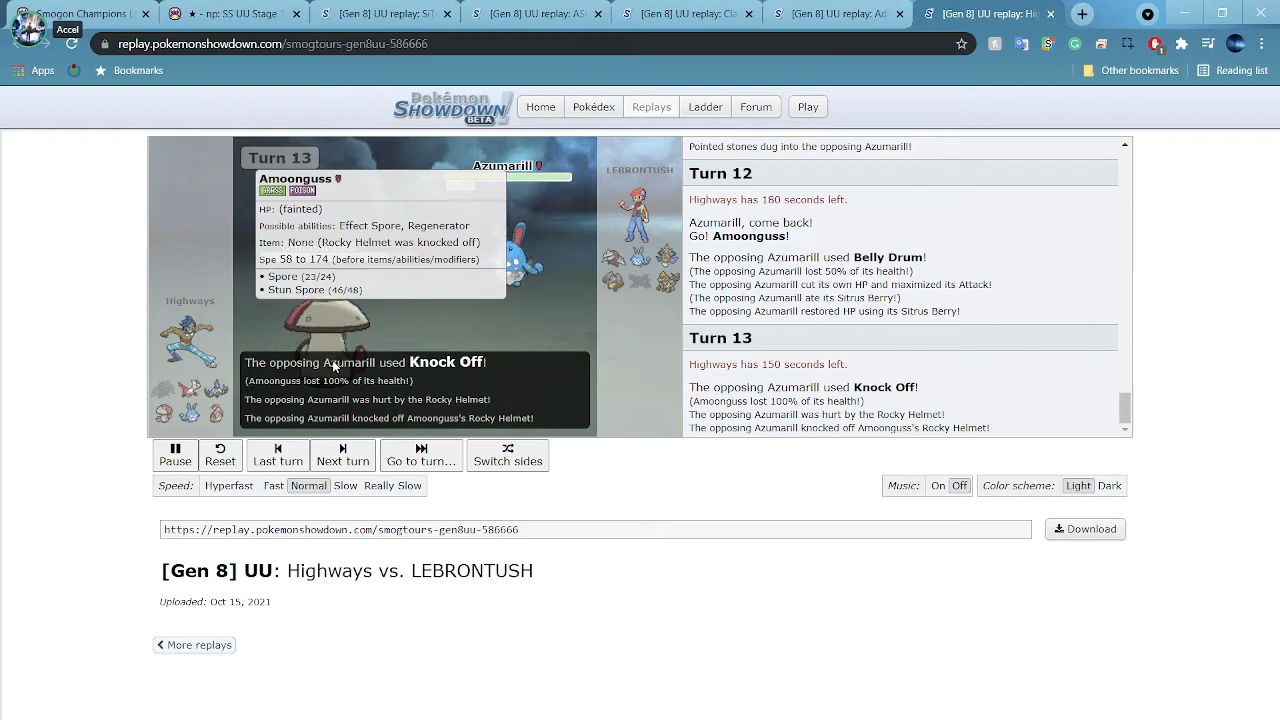 Smogon Champions L
★ - np: SS UU Stage 
[Gen 8] UU replay: SiT
[Gen 8] UU replay: AS
[Gen 8] UU replay: C
[Gen 8] UU replay: Ad
[Gen 8] UU replay: Hig
Accel
replay.pokemonshowdown.com/smogtours-gen8uu-586666
1
Apps
Bookmarks
Other bookmarks
Reading list
Pokémon
SHOWDOWN!
BETA
Home
Pokédex
Replays
Ladder
Forum
Play
Turn 13
Azumarill
Amoonguss
GRASS POISON
HP: (fainted)
Possible abilities: Effect Spore, Regenerator
Item: None (Rocky Helmet was knocked off)
Spe 58 to 174 (before items/abilities/modifiers)
• Spore (23/24)
• Stun Spore (46/48)
Highways
LEBRONTUSH
The opposing Azumarill used Knock Off!
(Amoonguss lost 100% of its health!)
The opposing Azumarill was hurt by the Rocky Helmet!
The opposing Azumarill knocked off Amoonguss's Rocky Helmet!
Pointed stones dug into the opposing Azumarill!
Turn 12
Highways has 180 seconds left.
Azumarill, come back!
Go! Amoonguss!
The opposing Azumarill used Belly Drum!
(The opposing Azumarill lost 50% of its health!)
The opposing Azumarill cut its own HP and maximized its Attack!
(The opposing Azumarill ate its Sitrus Berry!)
The opposing Azumarill restored HP using its Sitrus Berry!
Turn 13
Highways has 150 seconds left.
The opposing Azumarill used Knock Off!
(Amoonguss lost 100% of its health!)
The opposing Azumarill was hurt by the Rocky Helmet!
The opposing Azumarill knocked off Amoonguss's Rocky Helmet!
Pause
Reset
Last turn
Next turn
Go to turn...
Switch sides
Speed: Hyperfast Fast Normal Slow Really Slow
Music: On Off
Color scheme: Light Dark
https://replay.pokemonshowdown.com/smogtours-gen8uu-586666
Download
[Gen 8] UU: Highways vs. LEBRONTUSH
Uploaded: Oct 15, 2021
More replays